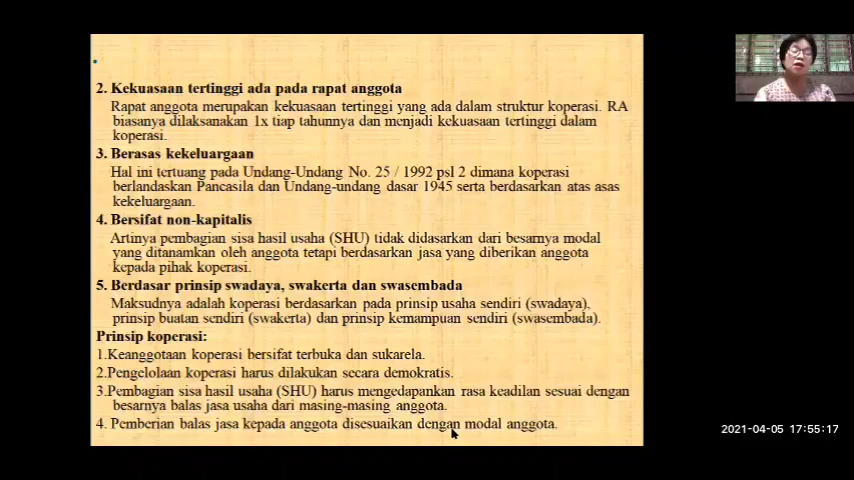 2. Kekuasaan tertinggi ada pada rapat anggota
Rapat anggota merupakan kekuasaan tertinggi yang ada dalam struktur koperasi. RA
biasanya dilaksanakan 1x tiap tahunnya dan menjadi kekuasaan tertinggi dalam
koperasi.
3. Berasas kekeluargaan
Hal ini tertuang pada Undang-Undang No. 25 / 1992 psl 2 dimana koperasi
berlandaskan Pancasila dan Undang-undang dasar 1945 serta berdasarkan atas asas
kekeluargaan.
4. Bersifat non-kapitalis
Artinya pembagian sisa hasil usaha (SHU) tidak didasarkan dari besarnya modal
yang ditanamkan oleh anggota tetapi berdasarkan jasa yang diberikan anggota
kepada pihak koperasi.
5. Berdasar prinsip swadaya, swakerta dan swasembada
Maksudnya adalah koperasi berdasarkan pada prinsip usaha sendiri (swadaya),
prinsip buatan sendiri (swakerta) dan prinsip kemampuan sendiri (swasembada).
Prinsip koperasi:
1.Keanggotaan koperasi bersifat terbuka dan sukarela.
2.Pengelolaan koperasi harus dilakukan secara demokratis.
3.Pembagian sisa hasil usaha (SHU) harus mengedapankan rasa keadilan sesuai dengan
besarnya balas jasa usaha dari masing-masing anggota.
4. Pemberian balas jasa kepada anggota disesuaikan dengan modal anggota.
2021-04-05 17:55:17